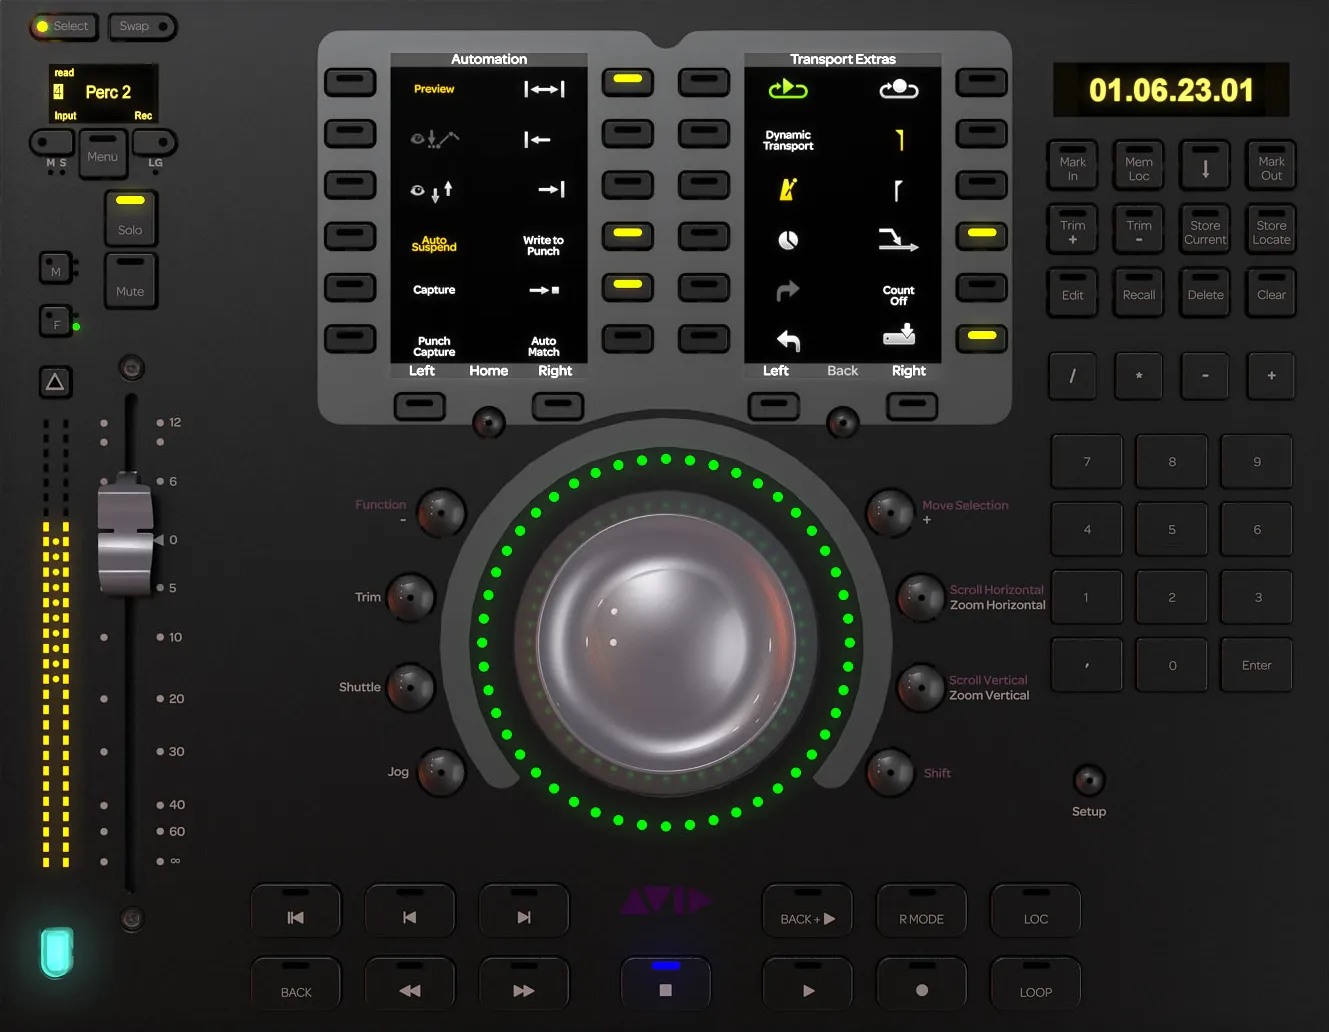 Select
Swap
read
4
Perc 2
Input
Rec
Menu
M S
LG
Solo
M
Mute
F
12
6
0
5
10
20
30
40
60
∞
Automation
Preview
Auto
Suspend
Write to
Punch
Capture
Punch
Capture
Auto
Match
Left
Home
Right
Transport Extras
Dynamic
Transport
Count
Off
Left
Back
Right
01.06.23.01
Mark
In
Mem
Loc
Mark
Out
Trim
+
Trim
-
Store
Current
Store
Locate
Edit
Recall
Delete
Clear
/
*
-
+
7
8
9
4
5
6
1
2
3
,
0
Enter
Function
-
Trim
Shuttle
Jog
Move Selection
+
Scroll Horizontal
Zoom Horizontal
Scroll Vertical
Zoom Vertical
Shift
Setup
AVID
BACK +
R MODE
LOC
BACK
LOOP